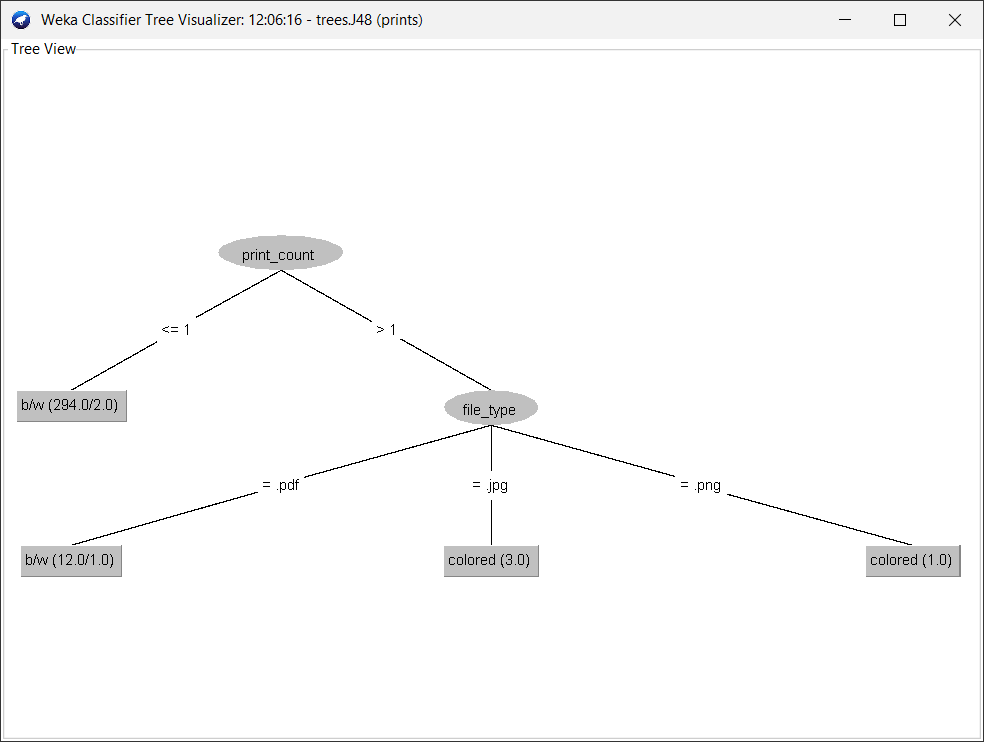 Weka Classifier Tree Visualizer: 12:06:16 - trees.J48 (prints)
Tree View
print_count
<= 1
> 1
b/w (294.0/2.0)
file_type
= .pdf
= .jpg
= .png
b/w (12.0/1.0)
colored (3.0)
colored (1.0)